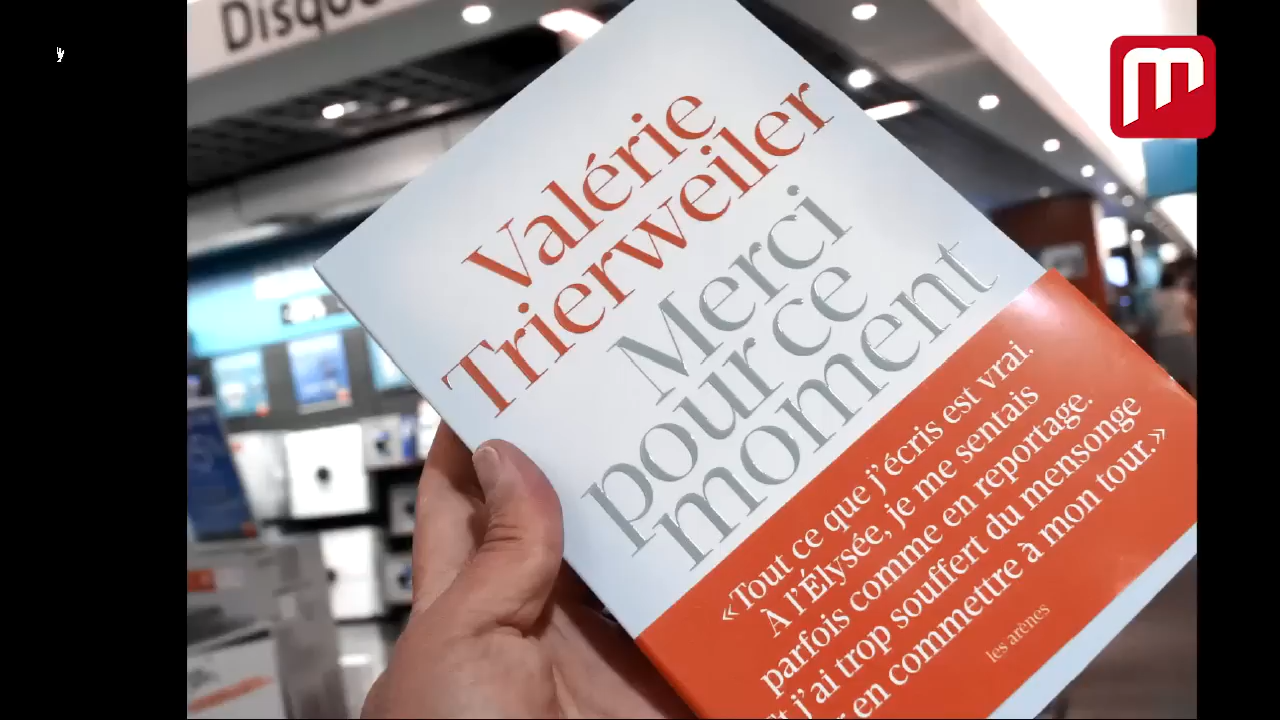 Disqu
Valérie
Trierweiler
Merci
pour ce
moment
«Tout ce que j'écris est vrai.
À l'Élysée, je me sentais
parfois comme en reportage.
j'ai trop souffert du mensonge
en commettre à mon tour.»
les arènes